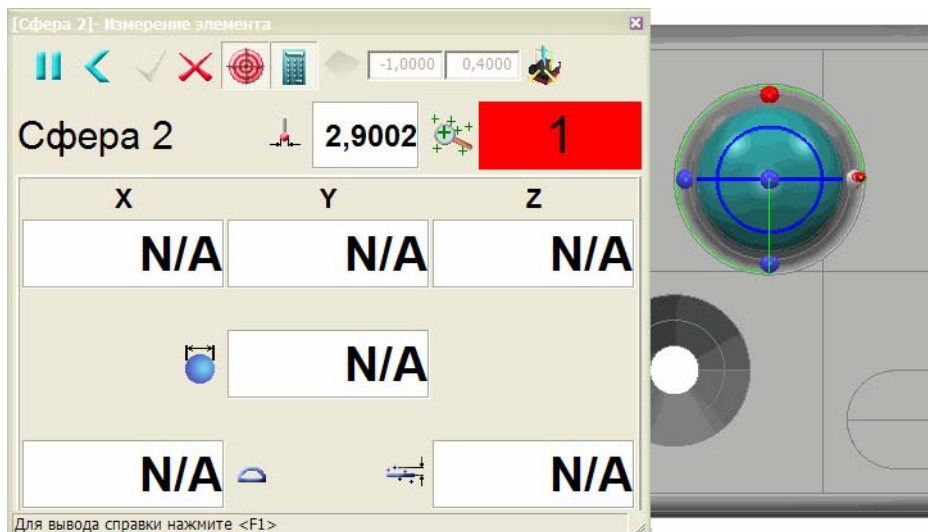 [Сфера 2]- Измерение элемента
-1,0000 0,4000
Сфера 2 2,9002 1
X Y Z
N/A N/A N/A
N/A
N/A N/A
Для вывода справки нажмите <F1>